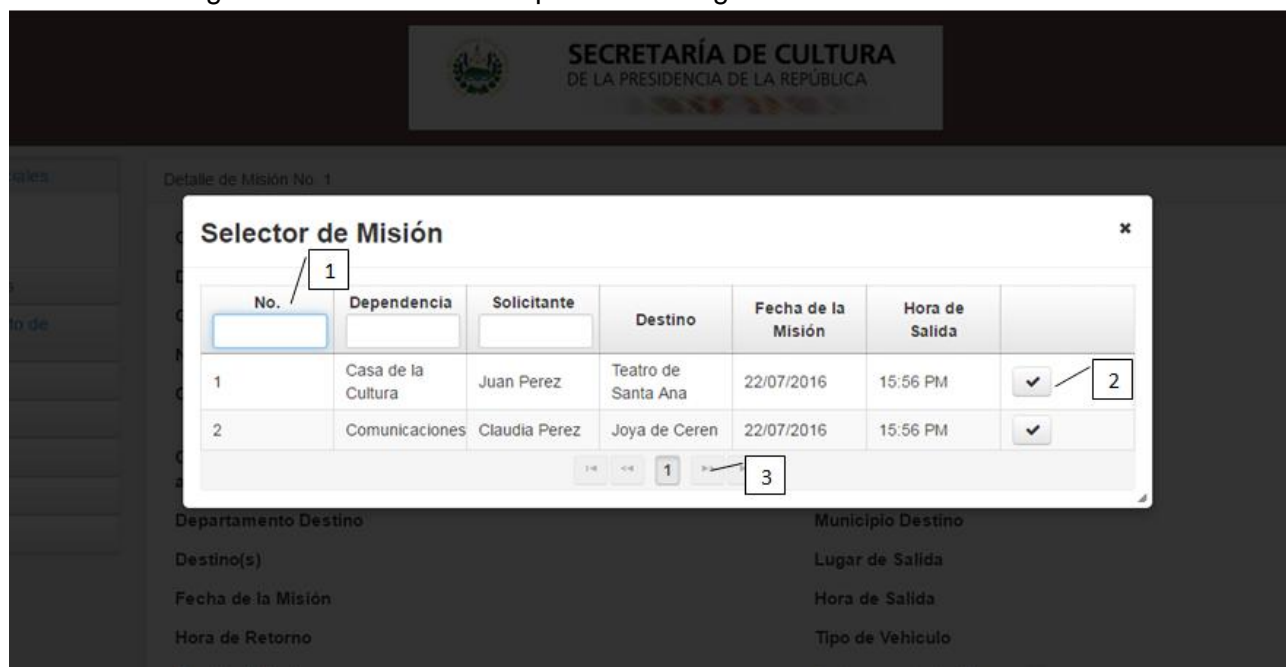 SECRETARÍA DE CULTURA
DE LA PRESIDENCIA DE LA REPÚBLICA
Detalle de Misión No. 1
Selector de Misión
1
No. Dependencia Solicitante Destino Fecha de la Misión Hora de Salida
1 Casa de la Cultura Juan Perez Teatro de Santa Ana 22/07/2016 15:56 PM
2
2 Comunicaciones Claudia Perez Joya de Ceren 22/07/2016 15:56 PM
1
3
Departamento Destino Municipio Destino
Destino(s) Lugar de Salida
Fecha de la Misión Hora de Salida
Hora de Retorno Tipo de Vehiculo